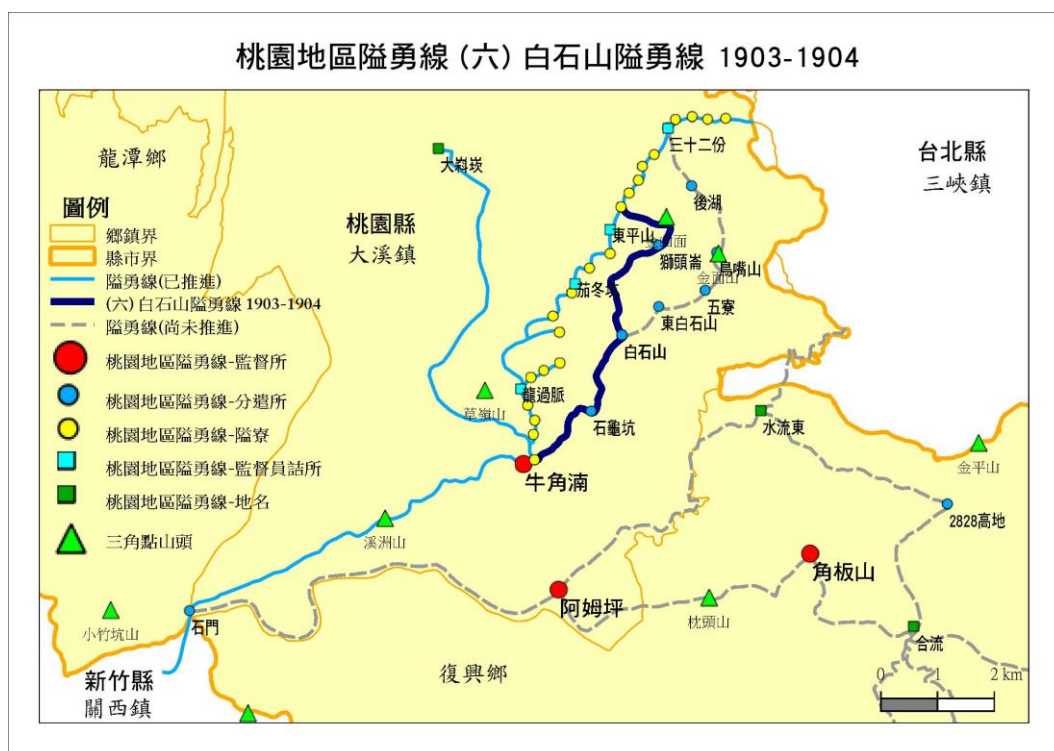 桃園地區隘勇線 (六) 白石山隘勇線 1903-1904
龍潭鄉
大嵙崁
三十二份
台北縣
三峽鎮
後湖
桃園縣
大溪鎮
東平山
獅頭崙
鳥嘴山
金面山
五寮
茄冬坑
東白石山
白石山
龍過脈
草嶺山
石龜坑
水流東
金平山
牛角湳
2828高地
溪洲山
角板山
阿姆坪
枕頭山
合流
小竹坑山
石門
復興鄉
新竹縣
關西鎮
圖例
鄉鎮界
縣市界
隘勇線(已推進)
(六) 白石山隘勇線 1903-1904
隘勇線(尚未推進)
桃園地區隘勇線-監督所
桃園地區隘勇線-分遣所
桃園地區隘勇線-隘寮
桃園地區隘勇線-監督員詰所
桃園地區隘勇線-地名
三角點山頭
0 1 2 km